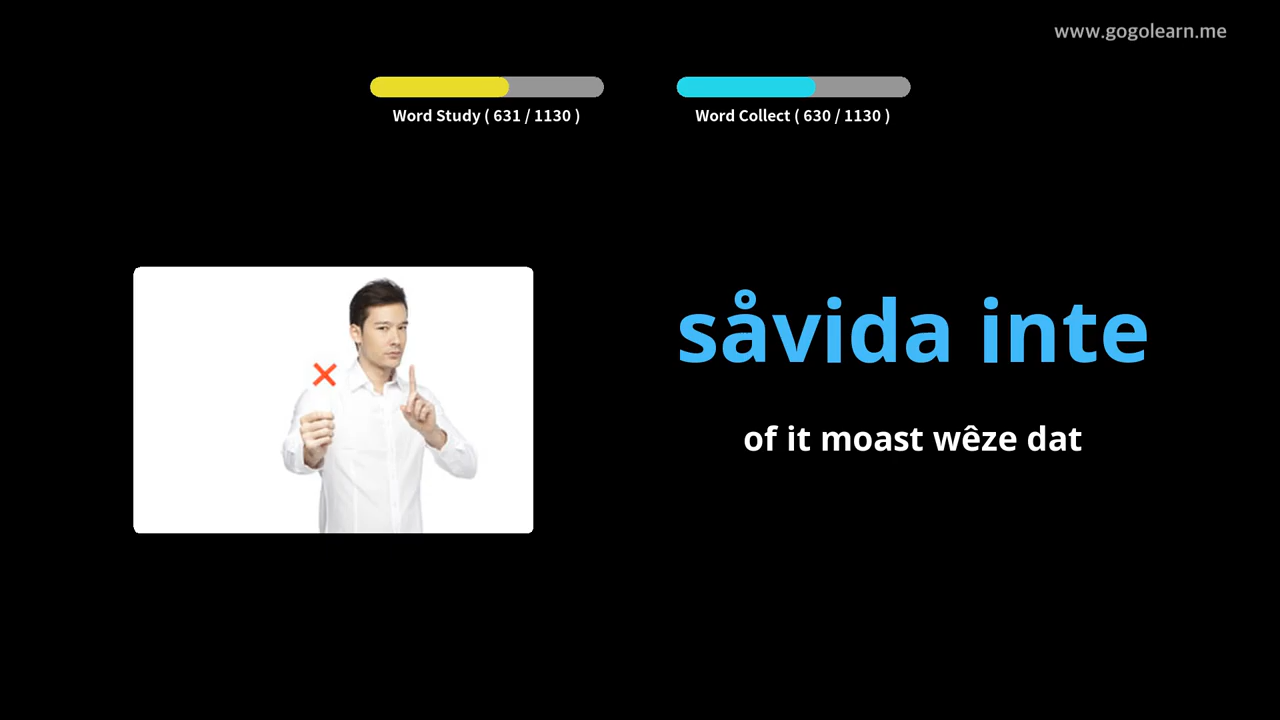 www.gogolearn.me
Word Study ( 631 / 1130 )
Word Collect ( 630 / 1130 )
såvida inte
of it moast wêze dat